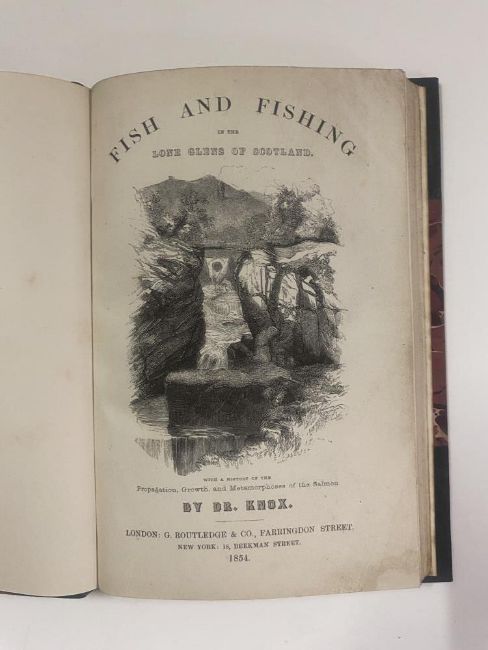 FISH AND FISHING
IN THE
LONE GLENS OF SCOTLAND.
WITH A HISTORY OF THE
Propagation, Growth, and Metamorphoses of the Salmon
BY DR. KNOX.
LONDON: G. ROUTLEDGE & CO., FARRINGDON STREET.
NEW YORK: 18, BEEKMAN STREET.
1854.